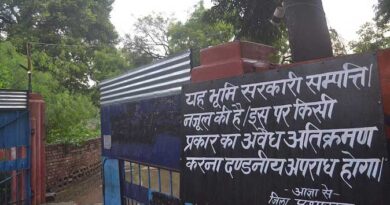 यह भूमि सरकारी सम्पत्ति/
नजूल की है/इस पर किसी
प्रकार का अवैध अतिक्रमण
करना दण्डनीय अपराध होगा।
आज्ञा से
जिला